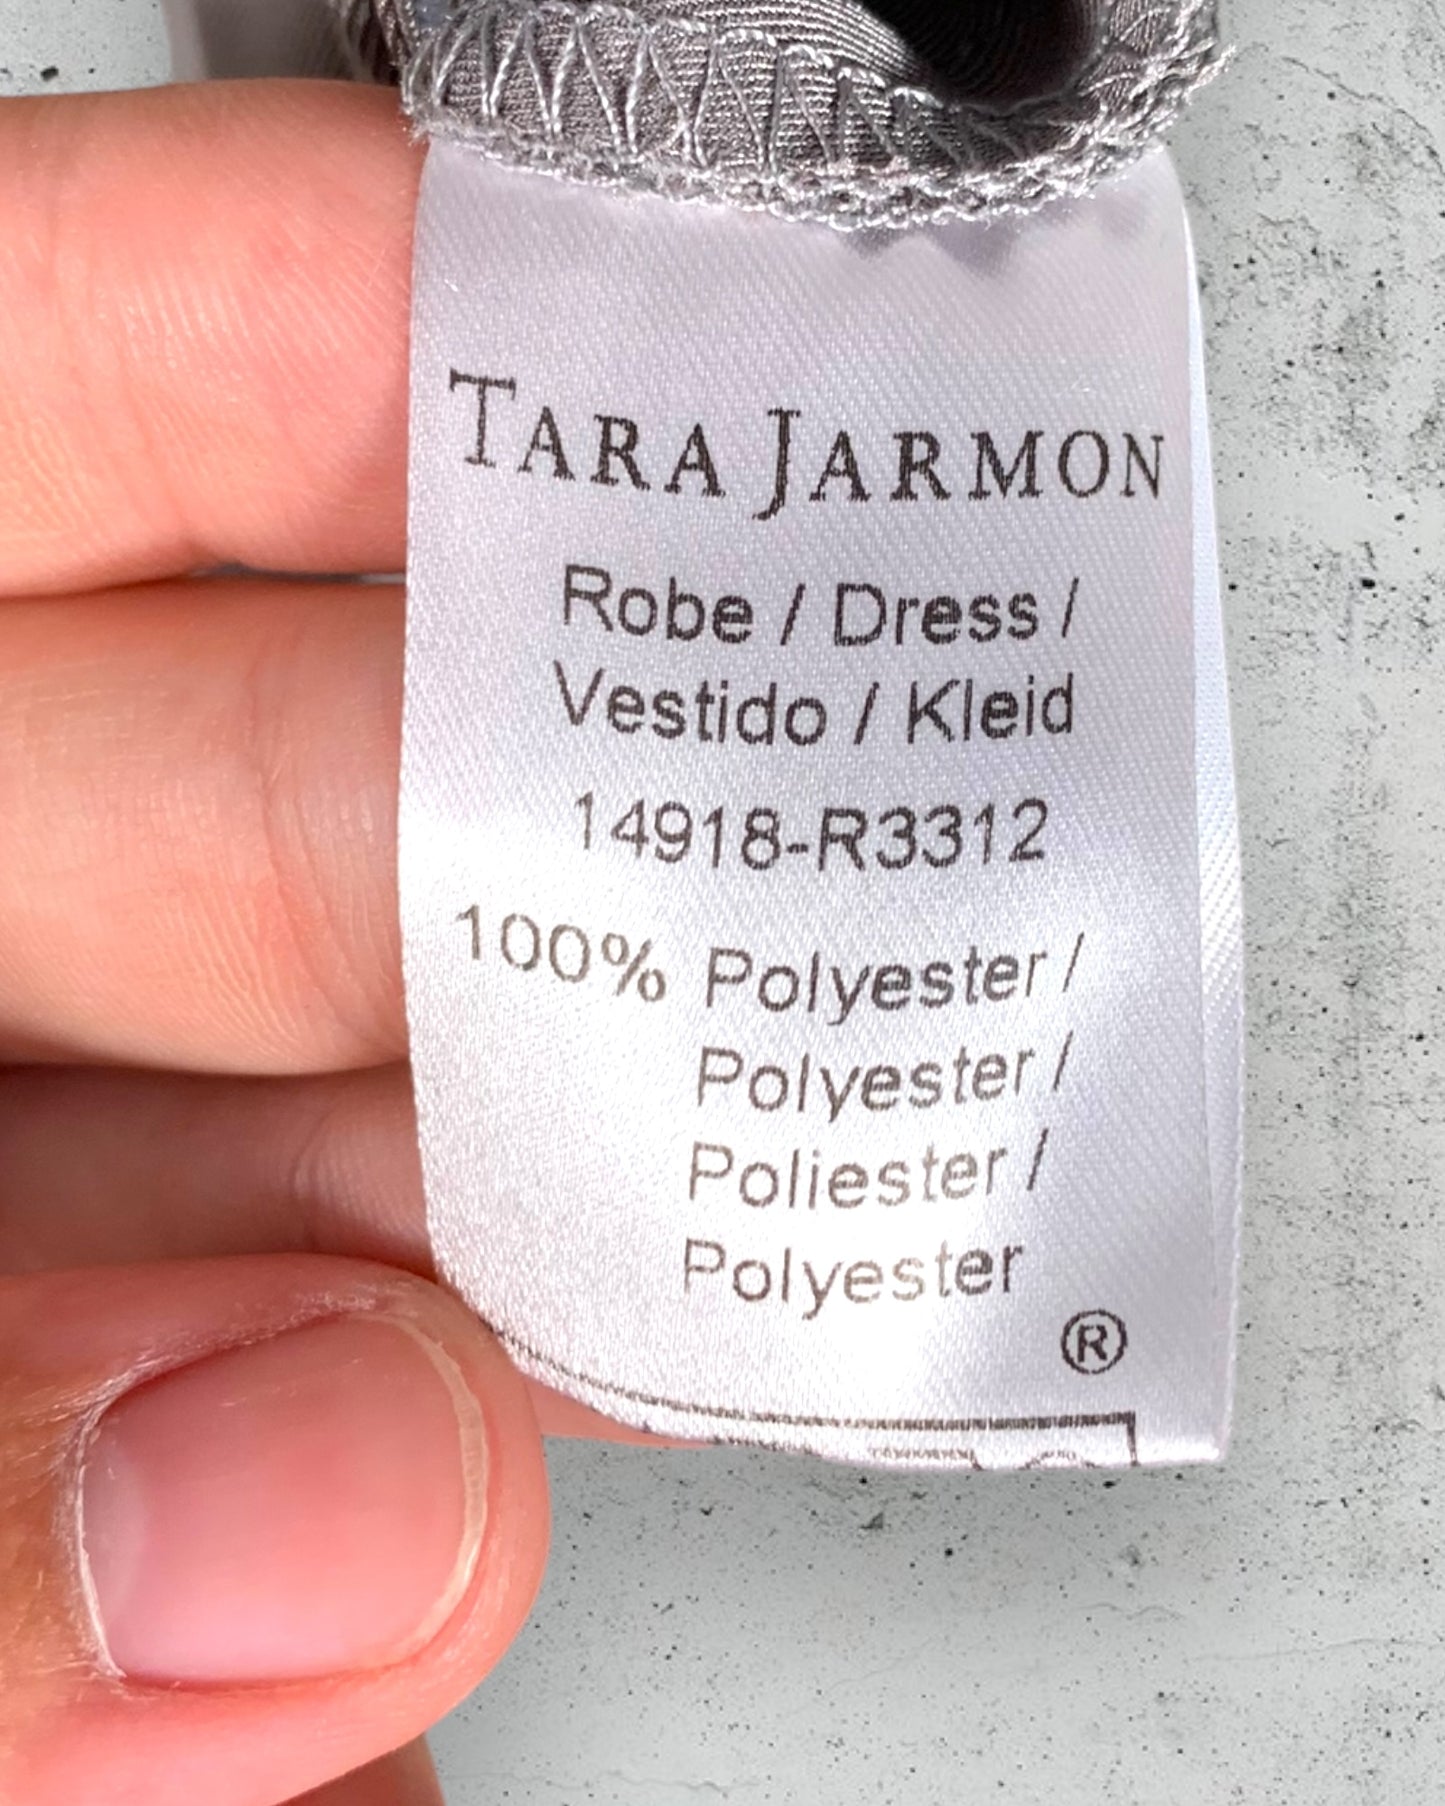 TARA JARMON
Robe / Dress /
Vestido / Kleid
14918-R3312
100% Polyester /
Polyester /
Poliester /
Polyester
®